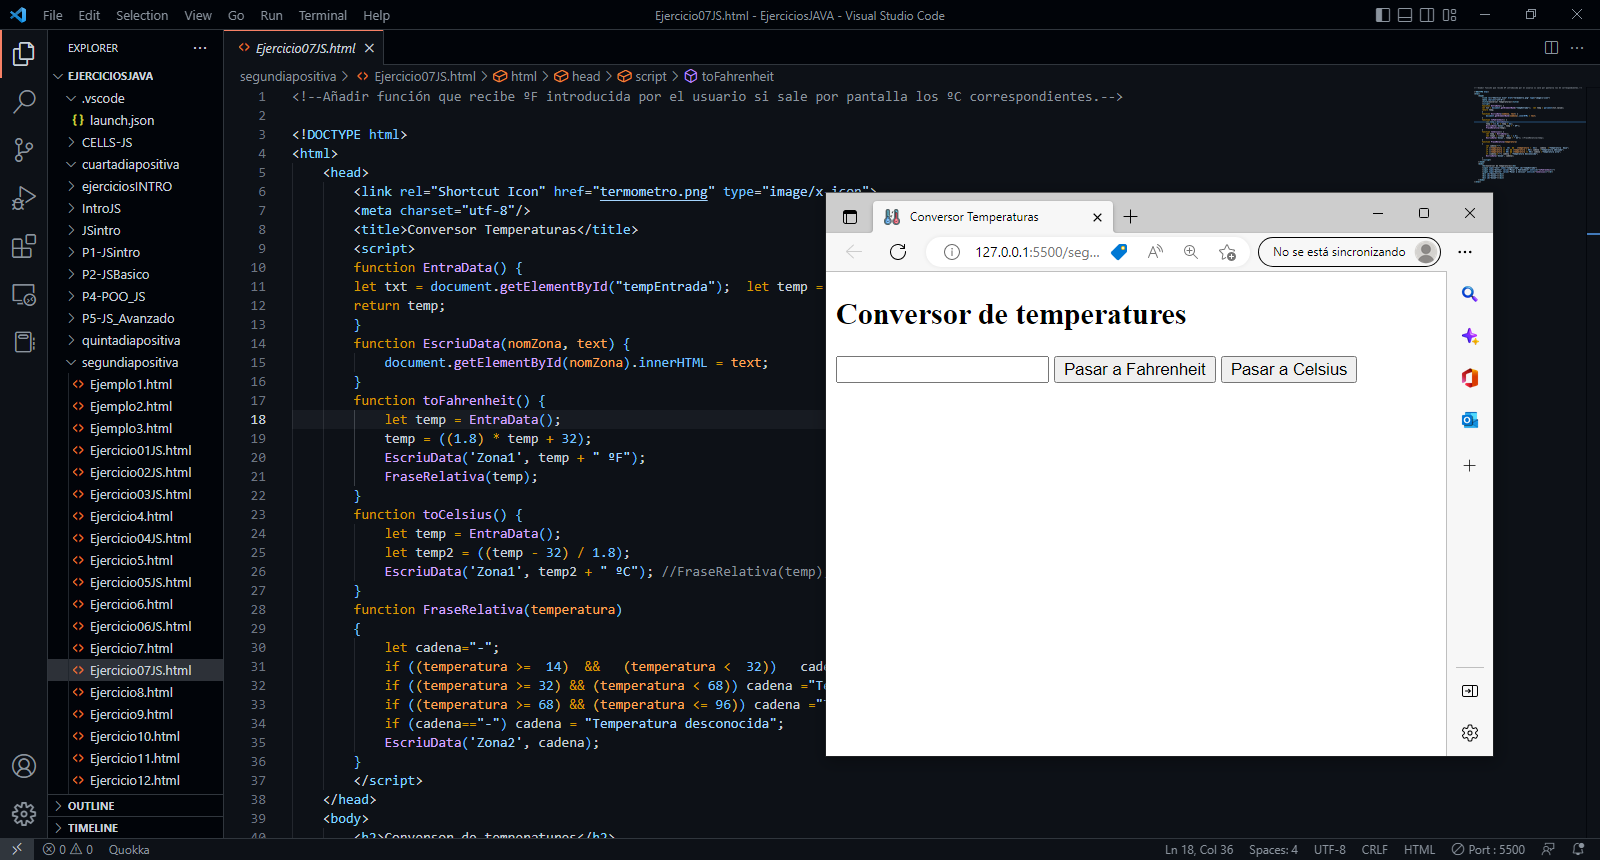 File Edit Selection View Go Run Terminal Help
Ejercicio07JS.html - EjerciciosJAVA - Visual Studio Code
EXPLORER
EJERCICIOSJAVA
.vscode
{ } launch.json
CELLS-JS
cuartadiapositiva
ejerciciosINTRO
IntroJS
JSintro
P1-JSintro
P2-JSBasico
P4-POO_JS
P5-JS_Avanzado
quintadiapositiva
segundiapositiva
Ejemplo1.html
Ejemplo2.html
Ejemplo3.html
Ejercicio01JS.html
Ejercicio02JS.html
Ejercicio03JS.html
Ejercicio4.html
Ejercicio04JS.html
Ejercicio5.html
Ejercicio05JS.html
Ejercicio6.html
Ejercicio06JS.html
Ejercicio7.html
Ejercicio07JS.html
Ejercicio8.html
Ejercicio9.html
Ejercicio10.html
Ejercicio11.html
Ejercicio12.html
OUTLINE
TIMELINE
Ejercicio07JS.html
segundiapositiva > Ejercicio07JS.html > html > head > script > toFahrenheit
1 <!--Añadir función que recibe ºF introducida por el usuario si sale por pantalla los ºC correspondientes.-->
2
3 <!DOCTYPE html>
4 <html>
5 <head>
6 <link rel="Shortcut Icon" href="termometro.png" type="image/x-icon">
7 <meta charset="utf-8"/>
8 <title>Conversor Temperaturas</title>
9 <script>
10 function EntraData() {
11 let txt = document.getElementById("tempEntrada"); let temp =
12 return temp;
13 }
14 function EscriuData(nomZona, text) {
15 document.getElementById(nomZona).innerHTML = text;
16 }
17 function toFahrenheit() {
18 let temp = EntraData();
19 temp = ((1.8) * temp + 32);
20 EscriuData('Zona1', temp + " ºF");
21 FraseRelativa(temp);
22 }
23 function toCelsius() {
24 let temp = EntraData();
25 let temp2 = ((temp - 32) / 1.8);
26 EscriuData('Zona1', temp2 + " ºC"); //FraseRelativa(temp)
27 }
28 function FraseRelativa(temperatura)
29 {
30 let cadena="-";
31 if ((temperatura >= 14) && (temperatura < 32)) cade
32 if ((temperatura >= 32) && (temperatura < 68)) cadena ="T
33 if ((temperatura >= 68) && (temperatura <= 96)) cadena ="
34 if (cadena=="-") cadena = "Temperatura desconocida";
35 EscriuData('Zona2', cadena);
36 }
37 </script>
38 </head>
39 <body>
40 <h2>Conversor de temperatures</h2>
Conversor Temperaturas
127.0.0.1:5500/seg...
No se está sincronizando
Conversor de temperatures
Pasar a Fahrenheit
Pasar a Celsius
0 0 Quokka
Ln 18, Col 36 Spaces: 4 UTF-8 CRLF HTML Port : 5500